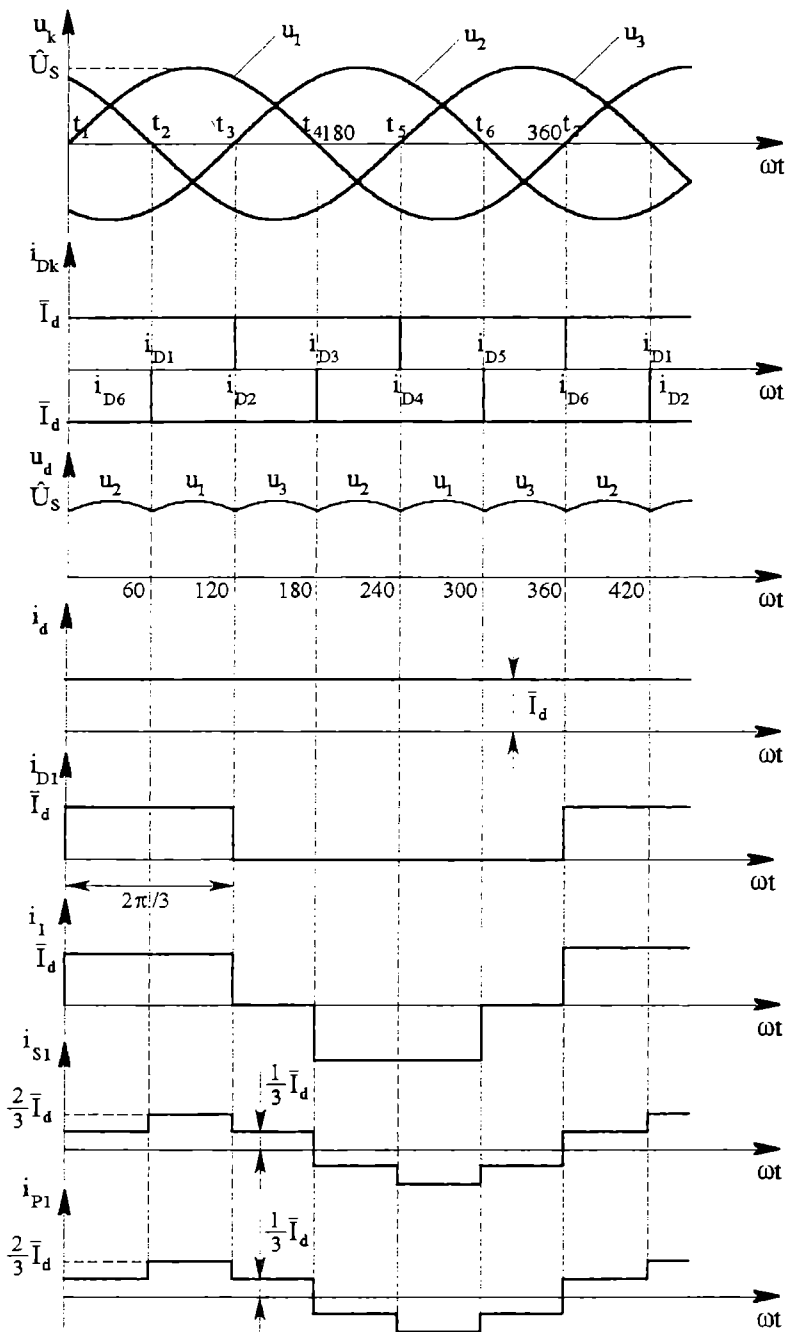 u_k
u_1 u_2 u_3
Û_S
t_1 t_2 t_3 t_4 180 t_5 t_6 360 t_7
ωt
i_Dk
Ī_d
i_D1 i_D3 i_D5 i_D1
ωt
i_D6 i_D2 i_D4 i_D6 i_D2
Ī_d
u_d
u_2 u_1 u_3 u_2 u_1 u_3 u_2
Û_S
60 120 180 240 300 360 420
ωt
i_d
Ī_d
ωt
i_D1
Ī_d
ωt
2π/3
i_1
Ī_d
ωt
i_S1
1/3 Ī_d
2/3 Ī_d
ωt
i_P1
1/3 Ī_d
2/3 Ī_d
ωt